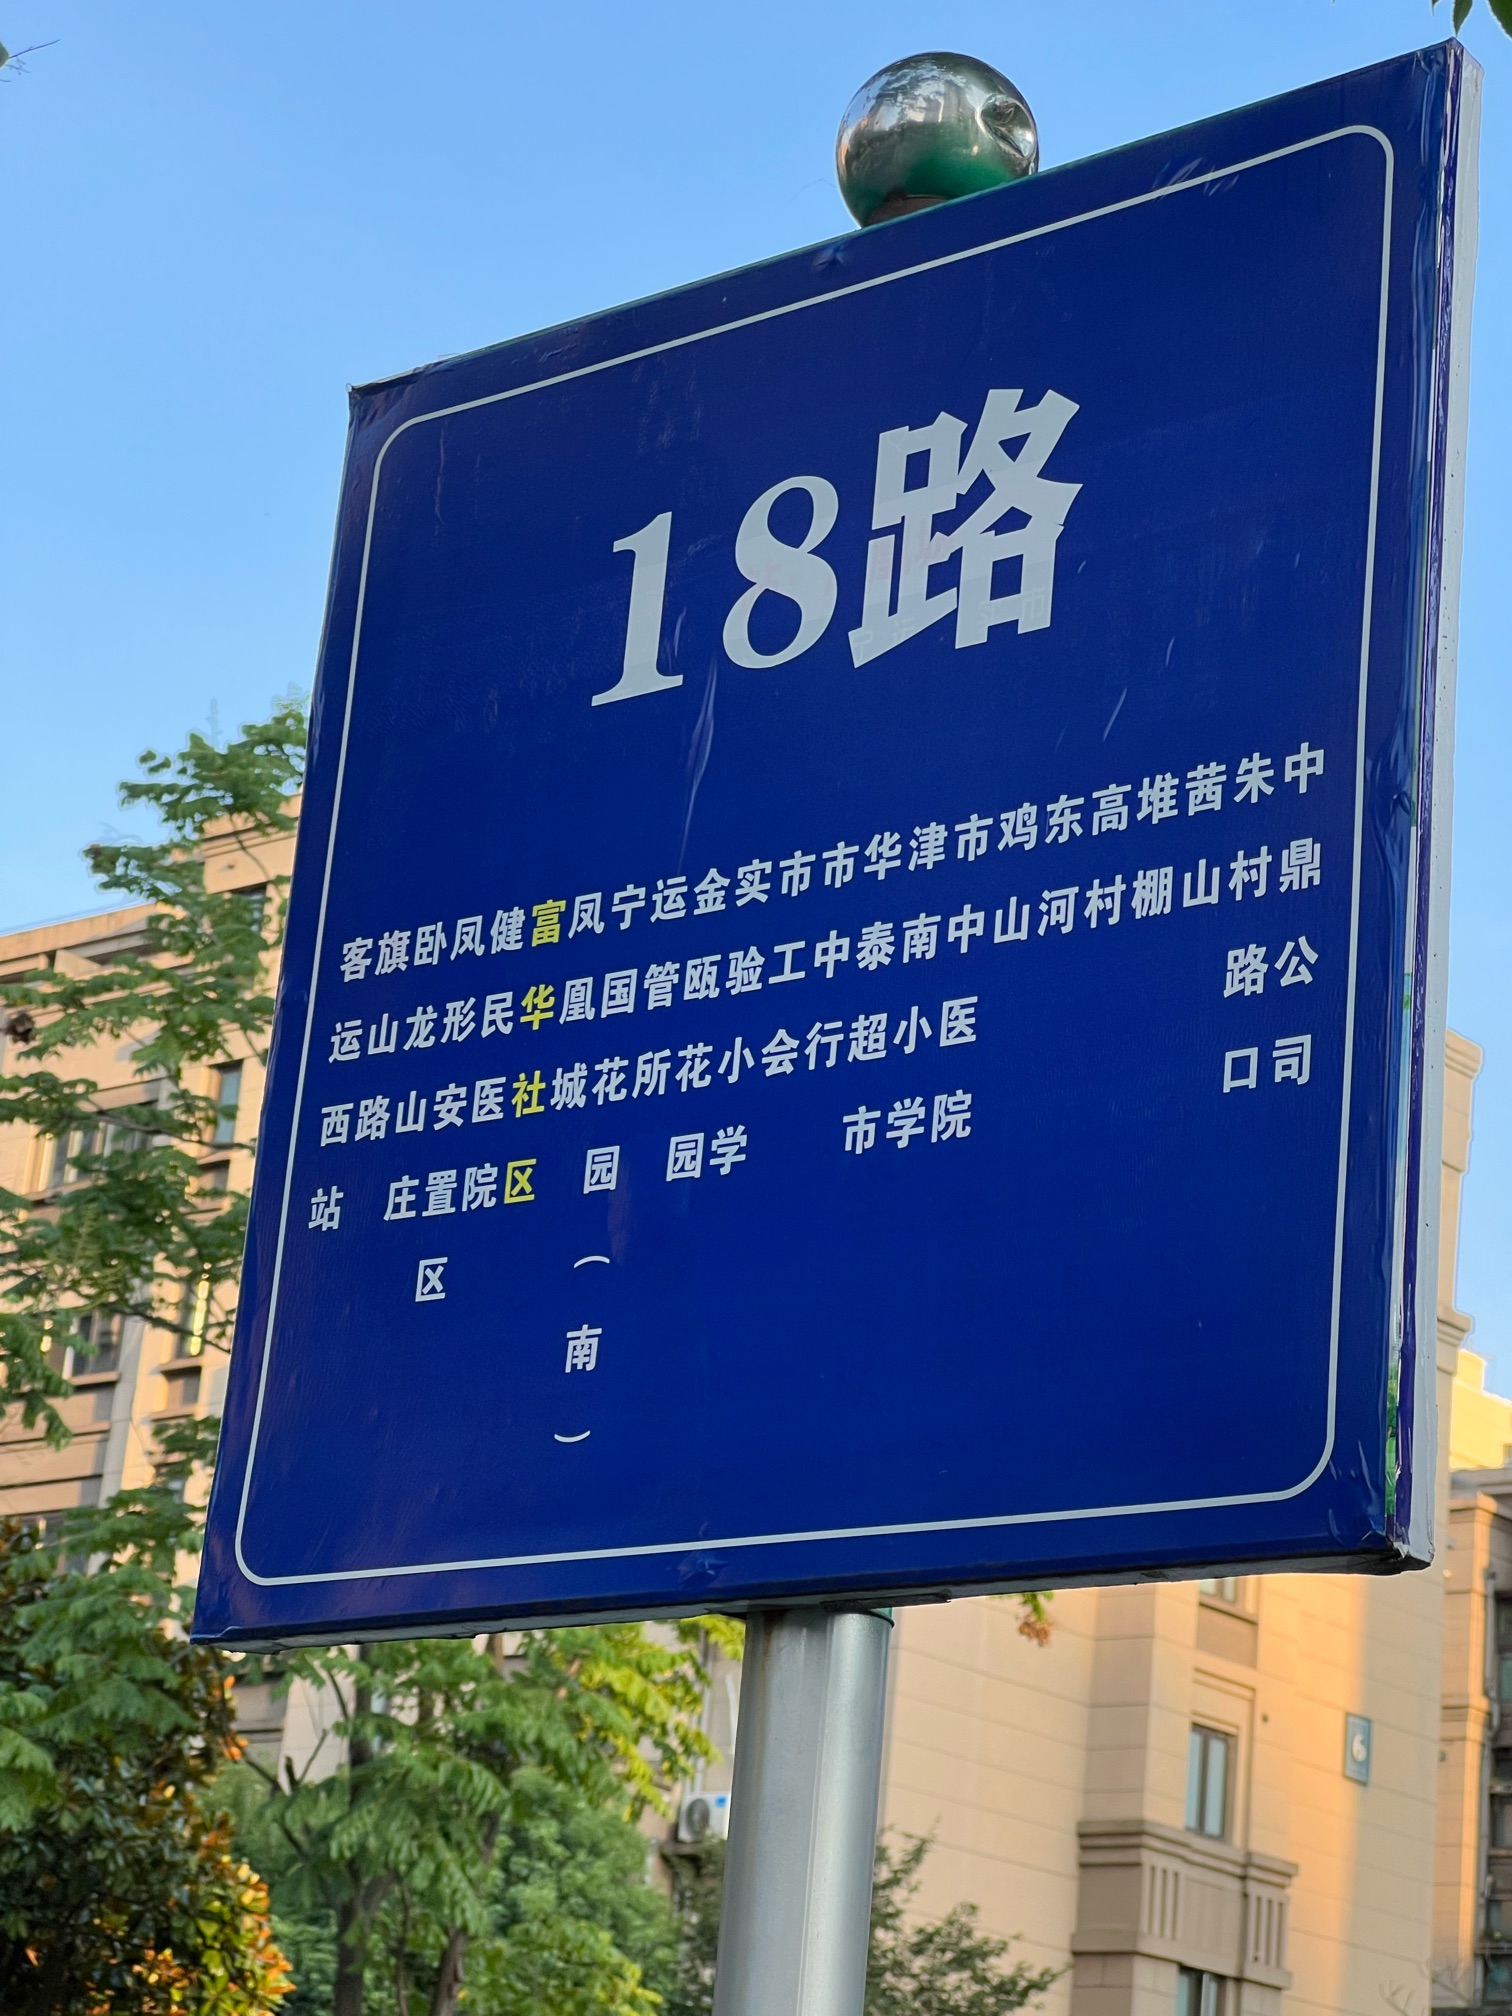 18路
客运西站
旗山路
卧龙山庄
凤形安置区
健民医院
富华社区
凤凰城
宁国花园（南）
运管所
金瓯花园
实验小学
市工会
市中行
华泰超市
津南小学
市中医院
鸡山
东河
高村
堆棚
茜山
朱村路口
中鼎公司
6